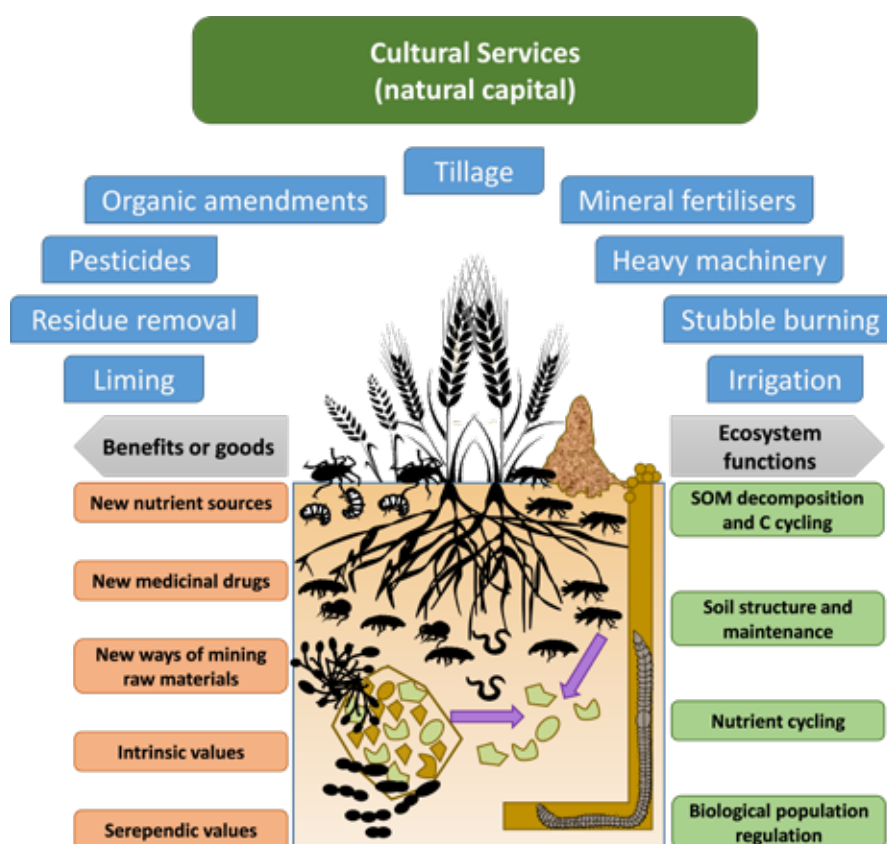 Cultural Services
(natural capital)
Tillage
Organic amendments
Mineral fertilisers
Pesticides
Heavy machinery
Residue removal
Stubble burning
Liming
Irrigation
Benefits or goods
Ecosystem
functions
New nutrient sources
SOM decomposition
and C cycling
New medicinal drugs
Soil structure and
maintenance
New ways of mining
raw materials
Nutrient cycling
Intrinsic values
Biological population
regulation
Serependic values